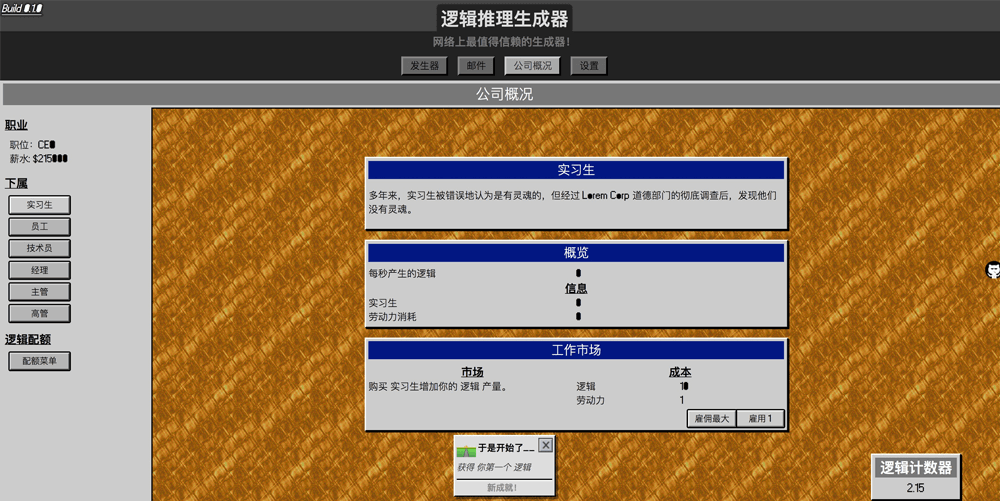 Build 0.1.0
逻辑推理生成器
网络上最值得信赖的生成器!
发生器 邮件 公司概况 设置
公司概况
职业
职位: CEO
薪水: $215000
下属
实习生
员工
技术员
经理
主管
高管
逻辑配额
配额菜单
实习生
多年来，实习生被错误地认为是有灵魂的，但经过 Lorem Corp 道德部门的彻底调查后，发现他们
没有灵魂。
概览
每秒产生的逻辑 0
信息
实习生 0
劳动力消耗 0
工作市场
市场 成本
购买 实习生增加你的 逻辑 产量。 逻辑 10
劳动力 1
雇佣最大 雇用 1
于是开始了__ X
获得 你第一个 逻辑
新成就!
逻辑计数器
2.15